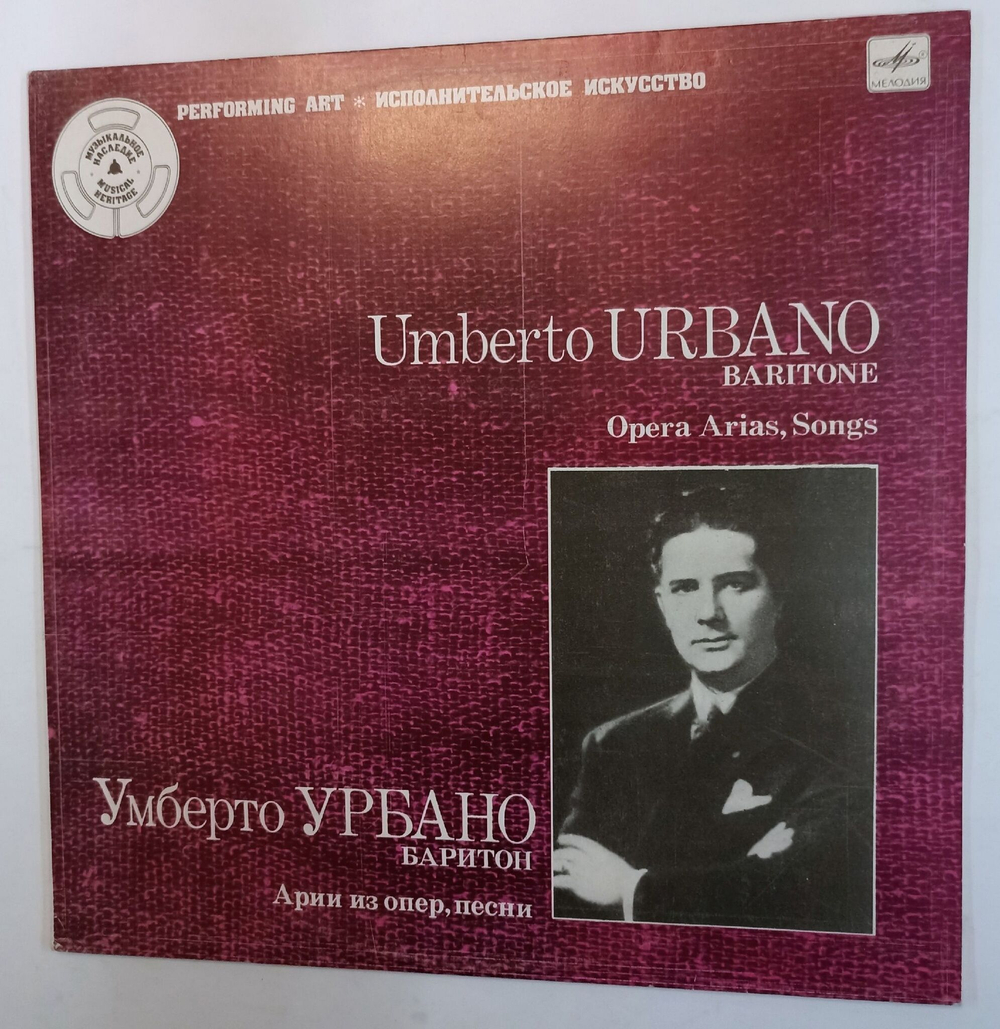 PERFORMING ART * ИСПОЛНИТЕЛЬСКОЕ ИСКУССТВО
МЕЛОДИЯ
МУЗЫКАЛЬНОЕ
НАСЛЕДИЕ
MUSICAL
HERITAGE
Umberto URBANO
BARITONE
Opera Arias, Songs
Умберто УРБАНО
БАРИТОН
Арии из опер, песни